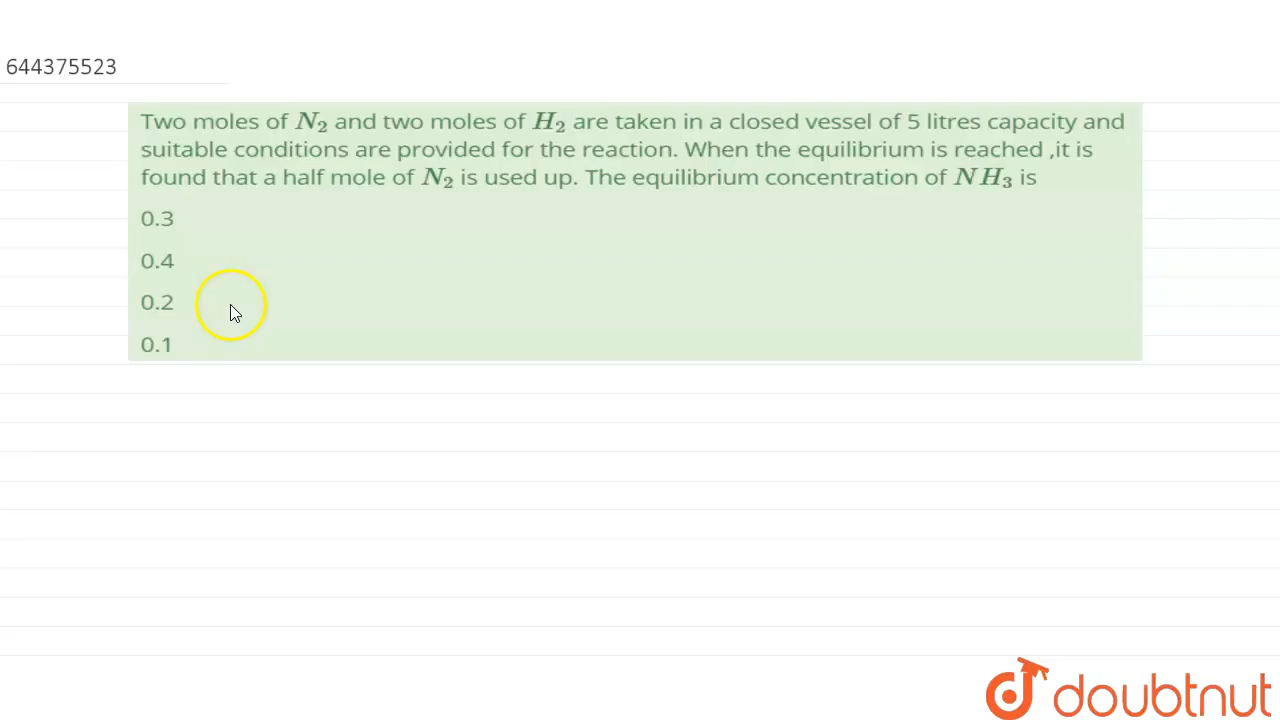 644375523
Two moles of N₂ and two moles of H₂ are taken in a closed vessel of 5 litres capacity and
suitable conditions are provided for the reaction. When the equilibrium is reached ,it is
found that a half mole of N₂ is used up. The equilibrium concentration of NH₃ is
0.3
0.4
0.2
0.1
doubtnut